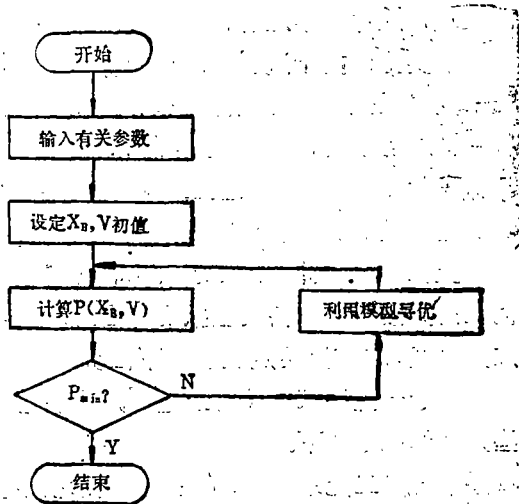 开始
输入有关参数
设定X_B,V初值
计算P(X_B,V)
利用模型寻优
P_min?
N
Y
结束